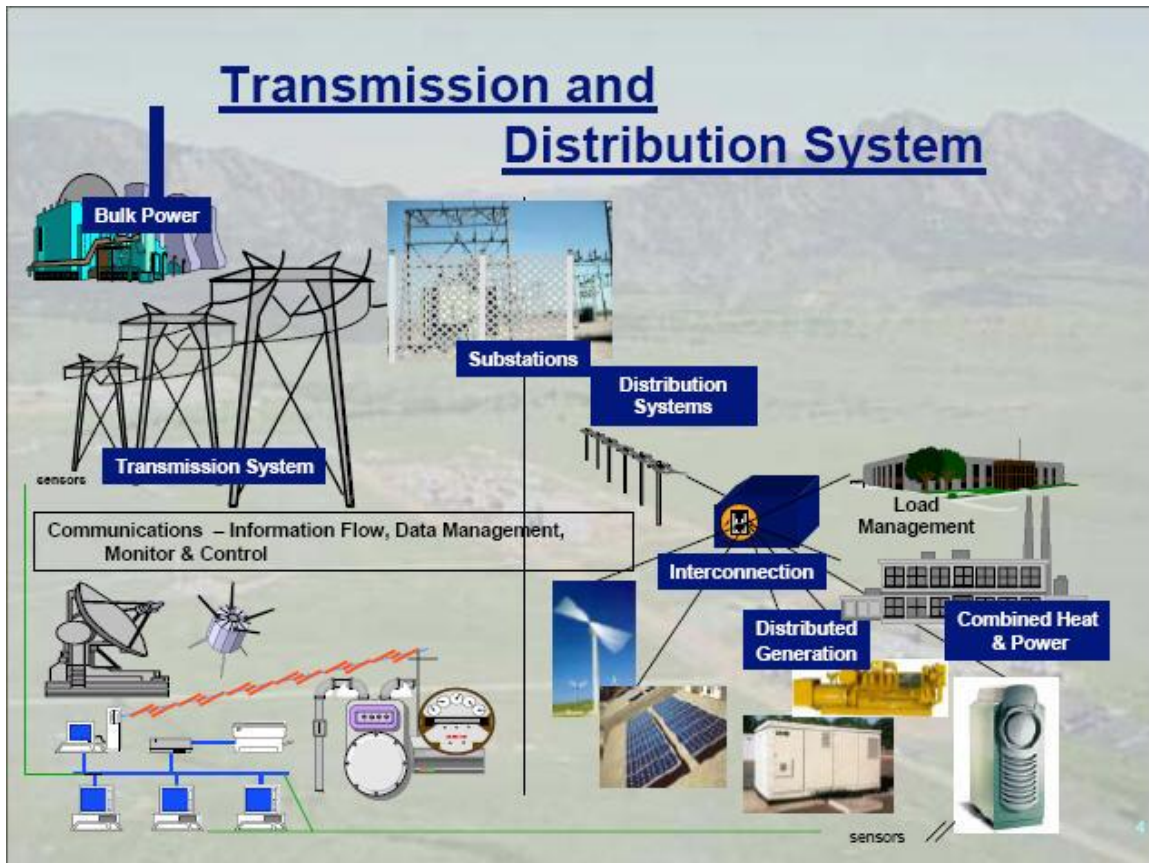 Transmission and
Distribution System
Bulk Power
Substations
Distribution
Systems
Transmission System
sensors
Communications – Information Flow, Data Management,
Monitor & Control
Load
Management
Interconnection
Distributed
Generation
Combined Heat
& Power
sensors
4